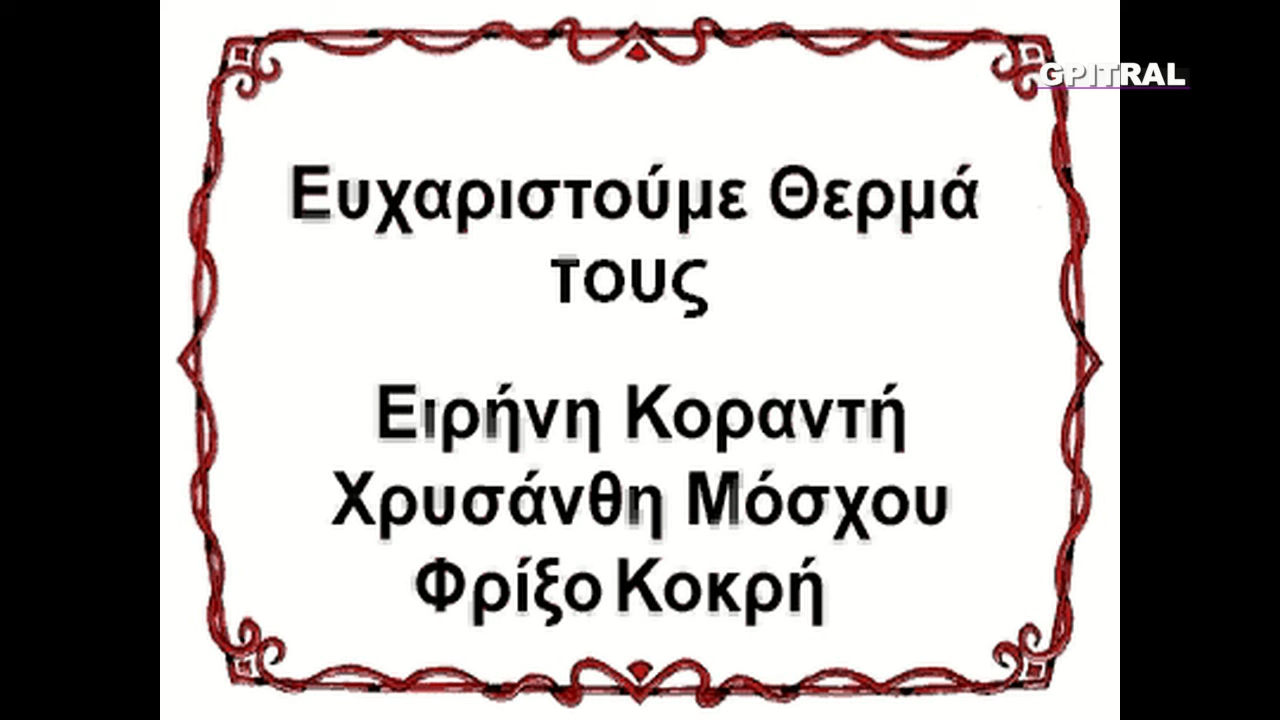 GPITRAL
Ευχαριστούμε Θερμά
τους
Ειρήνη Κοραντή
Χρυσάνθη Μόσχου
Φρίξο Κοκρή